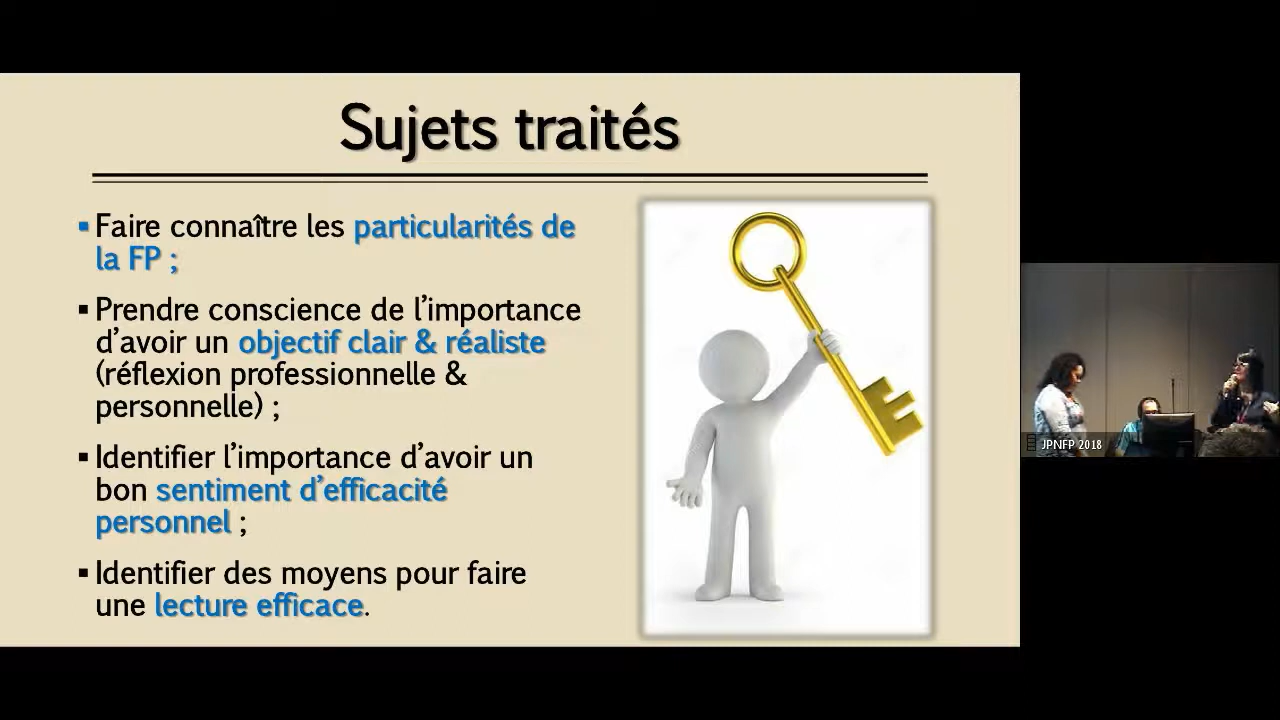 Sujets traités
▪Faire connaître les particularités de
la FP ;
▪Prendre conscience de l’importance
d’avoir un objectif clair & réaliste
(réflexion professionnelle &
personnelle) ;
▪Identifier l’importance d’avoir un
bon sentiment d’efficacité
personnel ;
▪Identifier des moyens pour faire
une lecture efficace.
JPNFP 2018